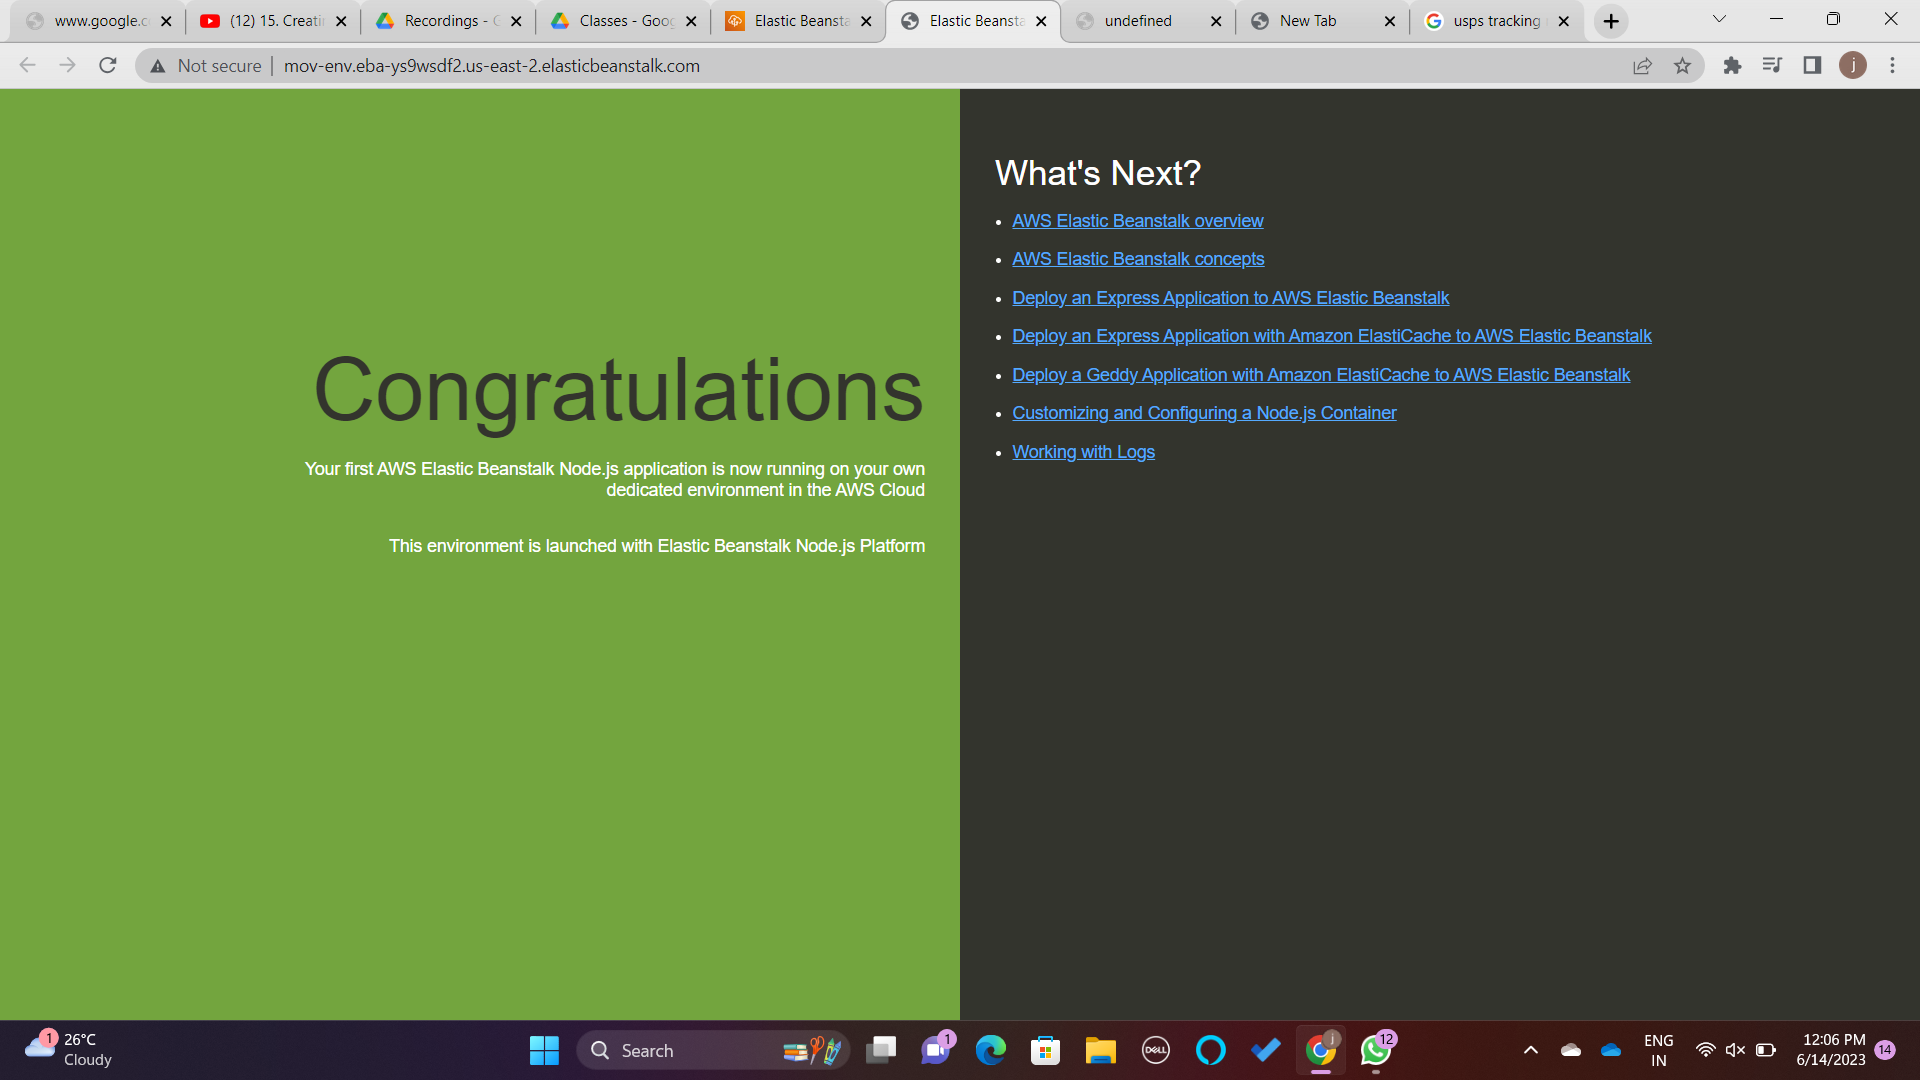 www.google.c
(12) 15. Creati
Recordings - G
Classes - Goog
Elastic Beansta
Elastic Beansta
undefined
New Tab
usps tracking
Not secure
mov-env.eba-ys9wsdf2.us-east-2.elasticbeanstalk.com
j
Congratulations
Your first AWS Elastic Beanstalk Node.js application is now running on your own
dedicated environment in the AWS Cloud
This environment is launched with Elastic Beanstalk Node.js Platform
What's Next?
AWS Elastic Beanstalk overview
AWS Elastic Beanstalk concepts
Deploy an Express Application to AWS Elastic Beanstalk
Deploy an Express Application with Amazon ElastiCache to AWS Elastic Beanstalk
Deploy a Geddy Application with Amazon ElastiCache to AWS Elastic Beanstalk
Customizing and Configuring a Node.js Container
Working with Logs
1
26°C
Cloudy
Search
1
DELL
j
12
ENG
IN
12:06 PM
6/14/2023
14